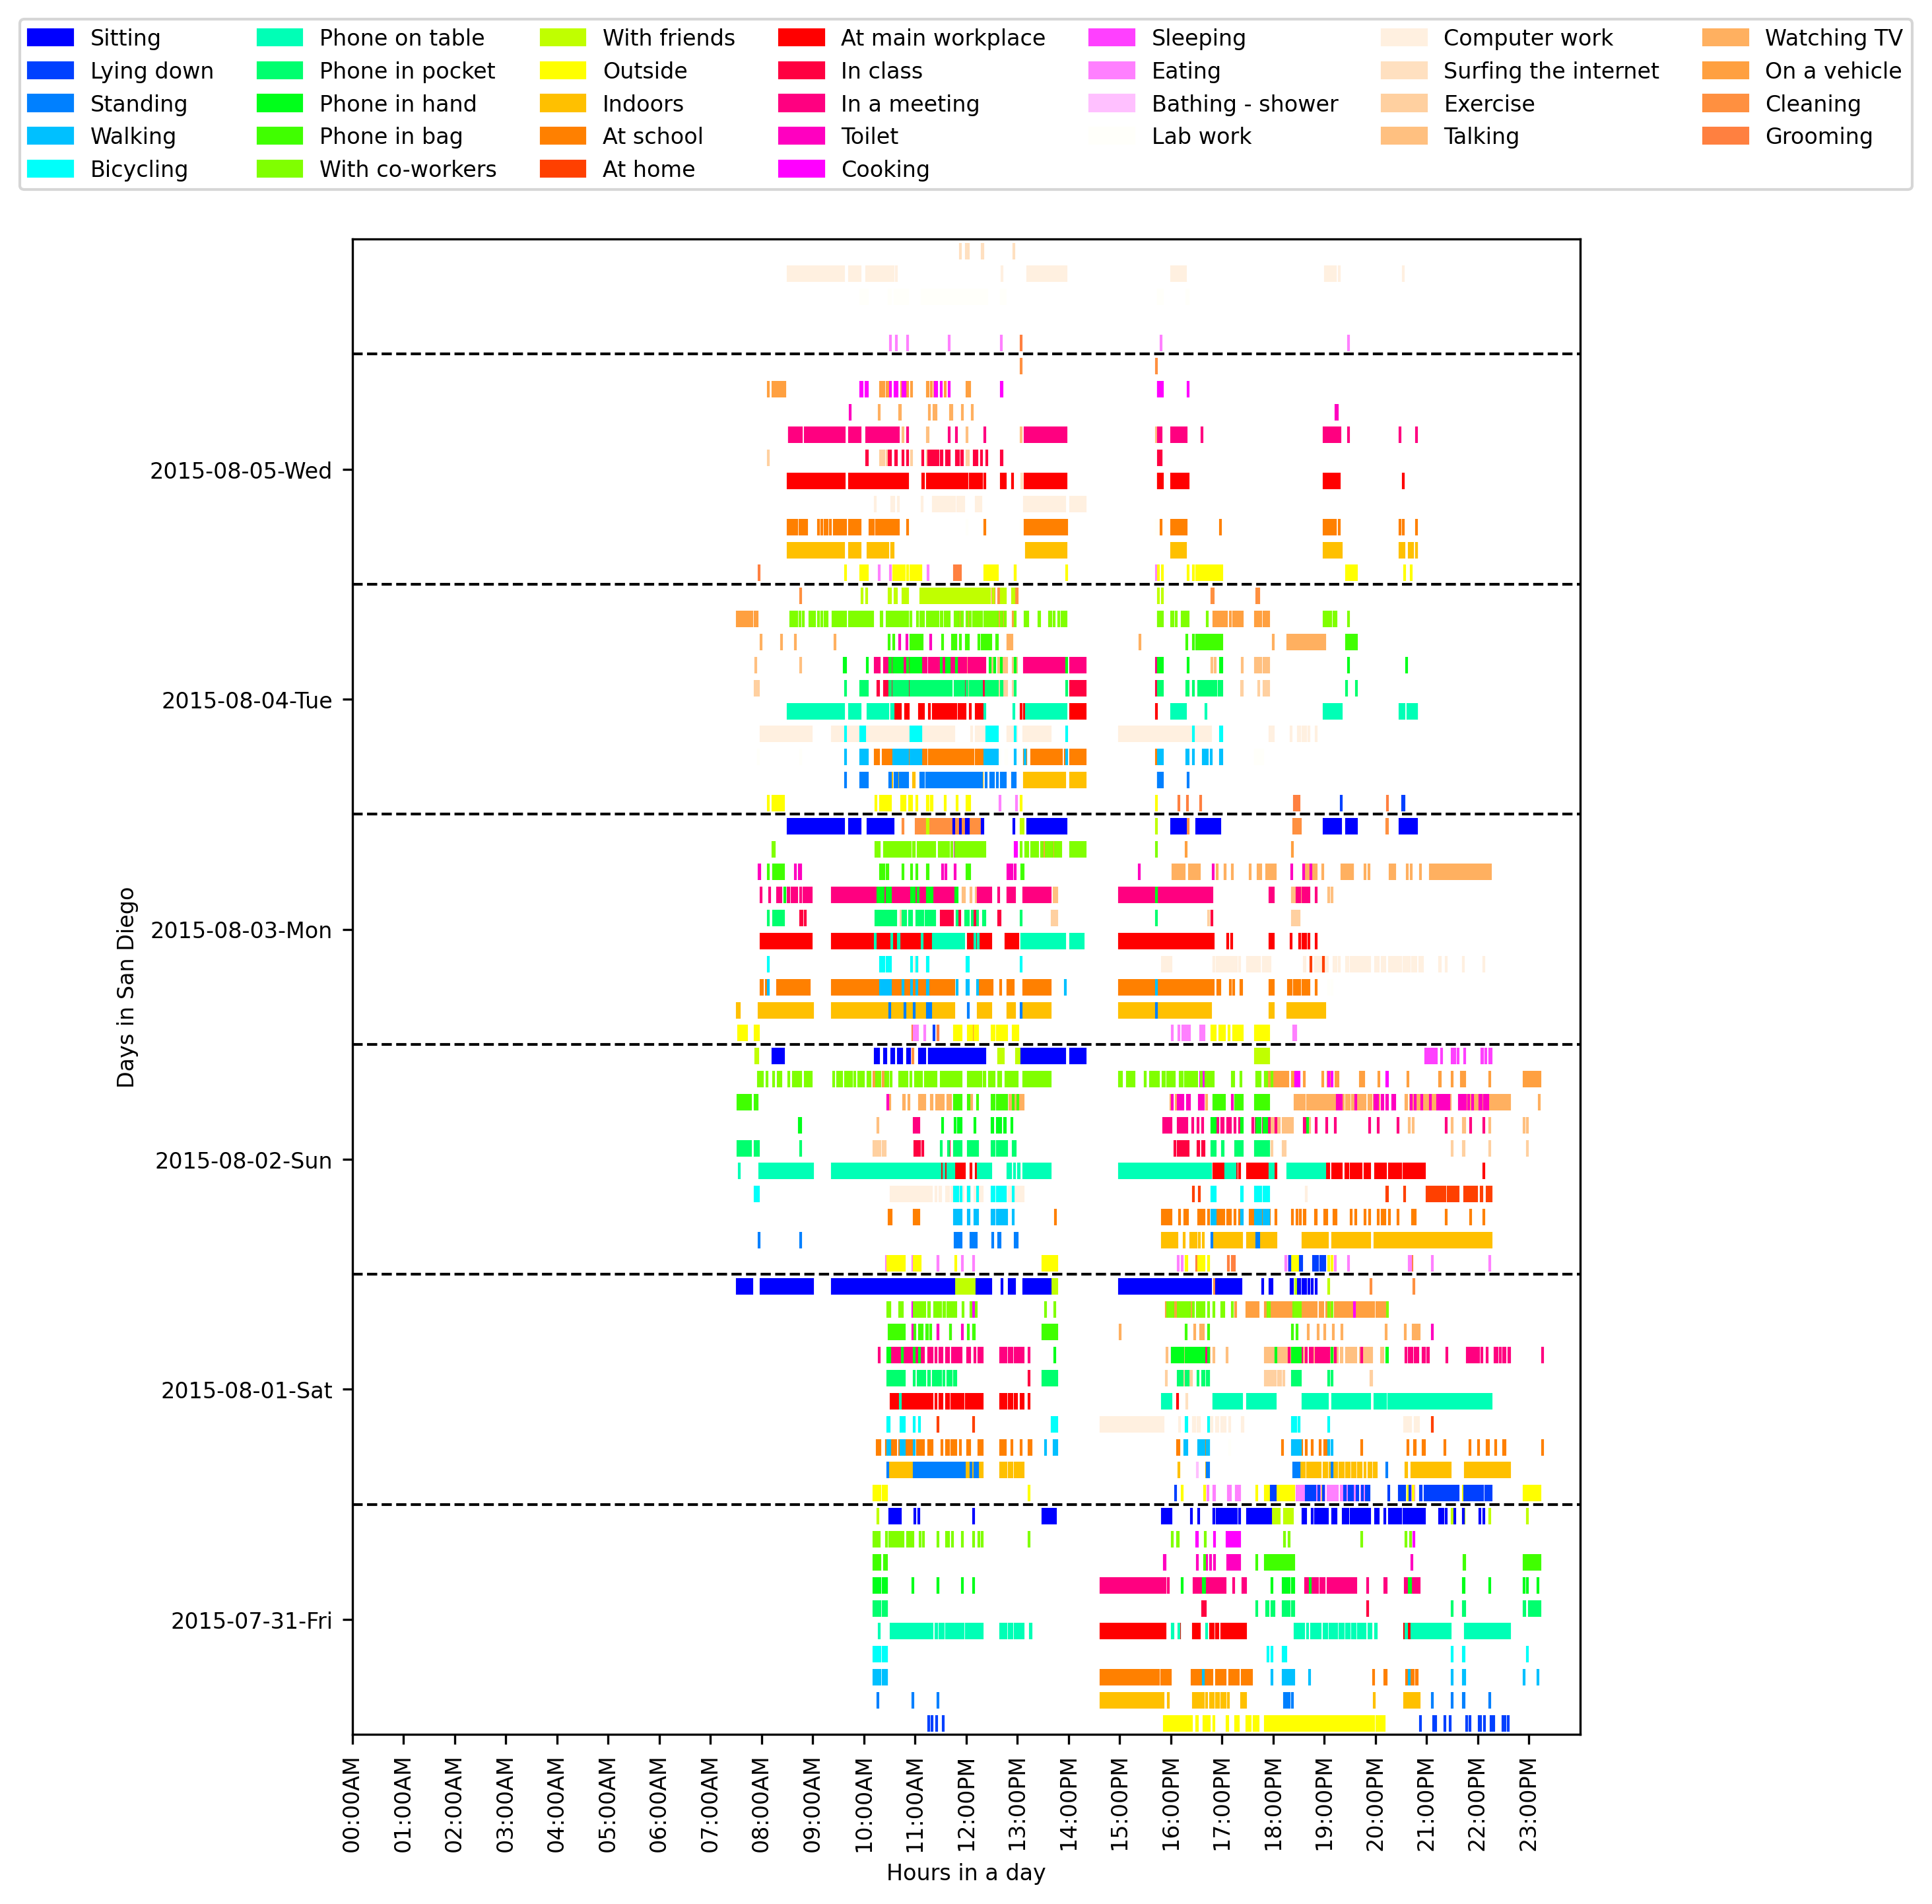 Sitting
Lying down
Standing
Walking
Bicycling
Phone on table
Phone in pocket
Phone in hand
Phone in bag
With co-workers
With friends
Outside
Indoors
At school
At home
At main workplace
In class
In a meeting
Toilet
Cooking
Sleeping
Eating
Bathing - shower
Lab work
Computer work
Surfing the internet
Exercise
Talking
Watching TV
On a vehicle
Cleaning
Grooming
Days in San Diego
2015-08-05-Wed
2015-08-04-Tue
2015-08-03-Mon
2015-08-02-Sun
2015-08-01-Sat
2015-07-31-Fri
00:00AM
01:00AM
02:00AM
03:00AM
04:00AM
05:00AM
06:00AM
07:00AM
08:00AM
09:00AM
10:00AM
11:00AM
12:00PM
13:00PM
14:00PM
15:00PM
16:00PM
17:00PM
18:00PM
19:00PM
20:00PM
21:00PM
22:00PM
23:00PM
Hours in a day